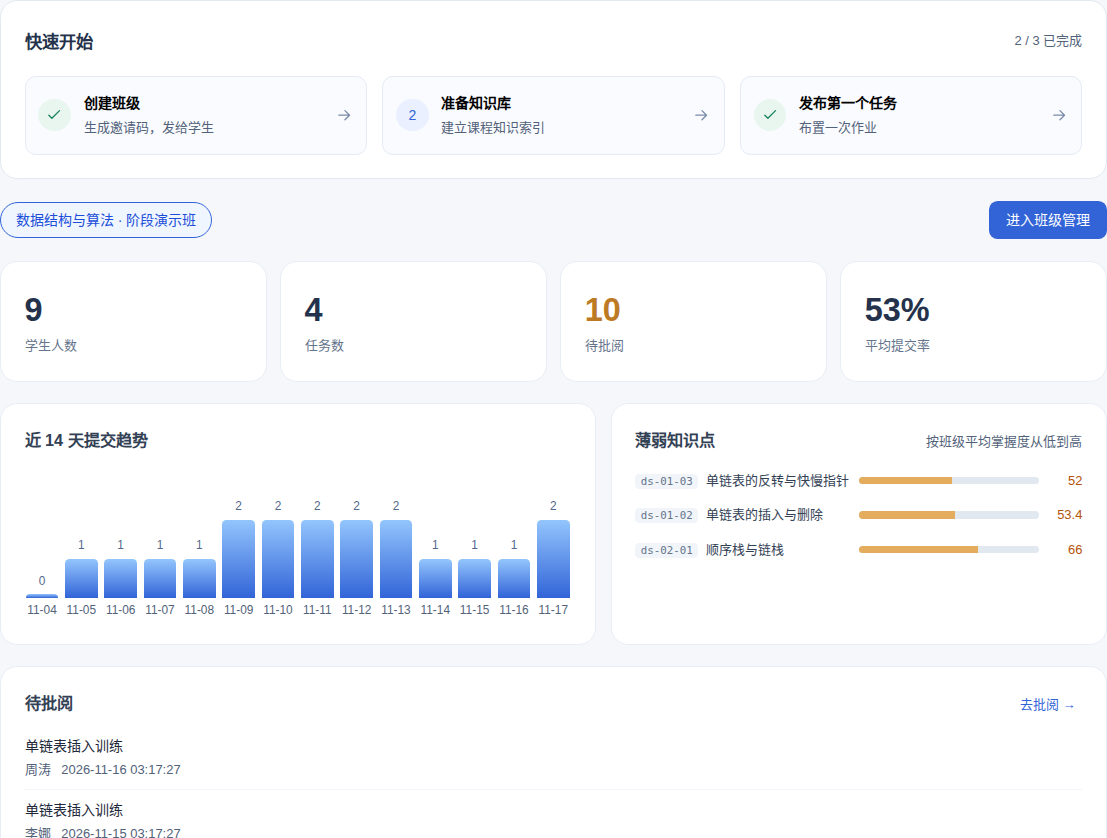 快速开始
2 / 3 已完成
创建班级
生成邀请码，发给学生
2
准备知识库
建立课程知识索引
发布第一个任务
布置一次作业
数据结构与算法 · 阶段演示班
进入班级管理
9
学生人数
4
任务数
10
待批阅
53%
平均提交率
近 14 天提交趋势
0
1
1
1
1
2
2
2
2
2
1
1
1
2
11-04
11-05
11-06
11-07
11-08
11-09
11-10
11-11
11-12
11-13
11-14
11-15
11-16
11-17
薄弱知识点
按班级平均掌握度从低到高
ds-01-03 单链表的反转与快慢指针 52
ds-01-02 单链表的插入与删除 53.4
ds-02-01 顺序栈与链栈 66
待批阅
去批阅 →
单链表插入训练
周涛 2026-11-16 03:17:27
单链表插入训练
李娜 2026-11-15 03:17:27